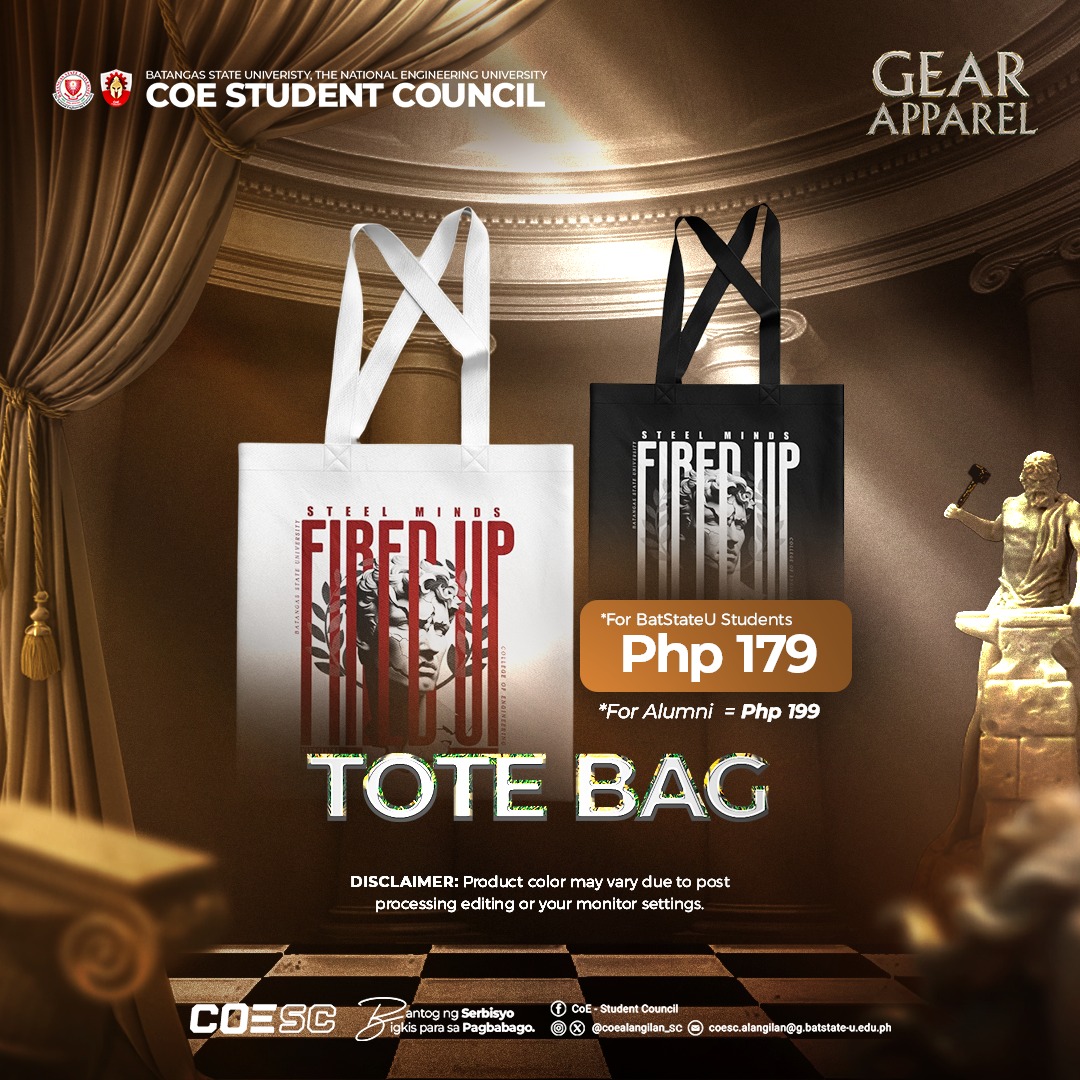 BATANGAS STATE UNIVERISTY, THE NATIONAL ENGINEERING UNIVERSITY
COE STUDENT COUNCIL
GEAR
APPAREL
STEEL MINDS
FIRED UP
BATANGAS STATE UNIVERSITY
COLLEGE OF ENGINEERING
STEEL MINDS
FIRED UP
BATANGAS STATE UNIVERSITY
*For BatStateU Students
Php 179
*For Alumni = Php 199
TOTE BAG
DISCLAIMER: Product color may vary due to post
processing editing or your monitor settings.
COESC
Bantog ng Serbisyo
Bigkis para sa Pagbabago.
CoE - Student Council
@coealangilan_sc coesc.alangilan@g.batstate-u.edu.ph